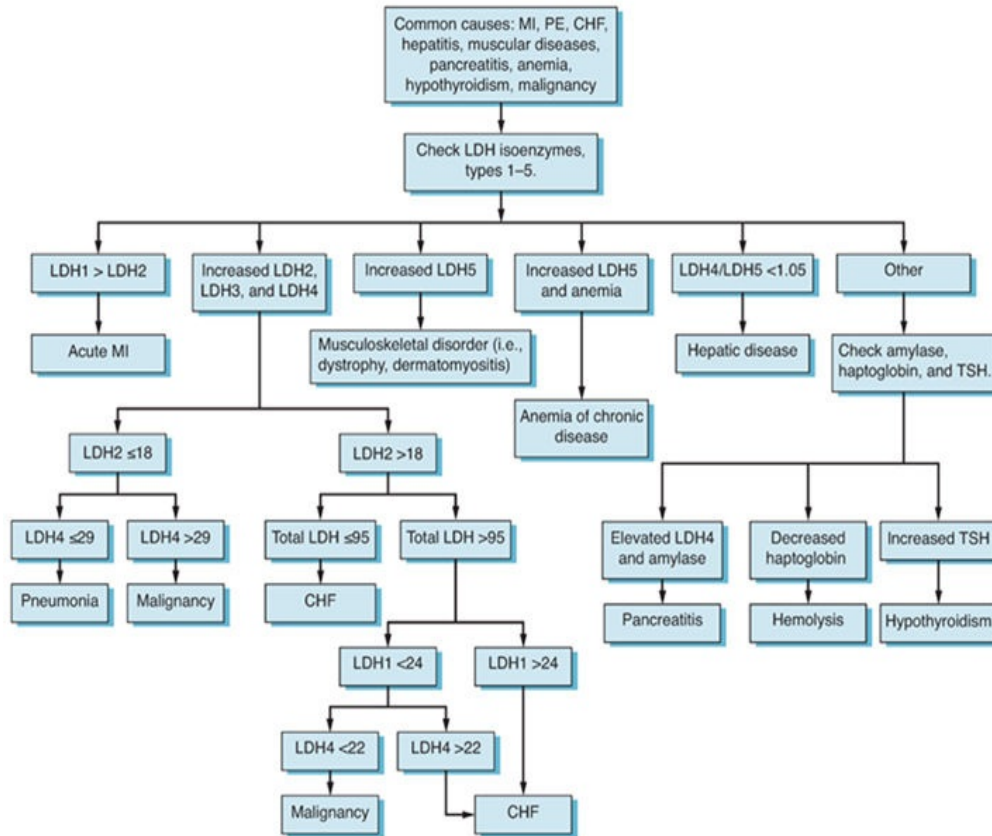 Common causes: MI, PE, CHF,
hepatitis, muscular diseases,
pancreatitis, anemia,
hypothyroidism, malignancy
Check LDH isoenzymes,
types 1–5.
LDH1 > LDH2
Increased LDH2,
LDH3, and LDH4
Increased LDH5
Increased LDH5
and anemia
LDH4/LDH5 <1.05
Other
Acute MI
Musculoskeletal disorder (i.e.,
dystrophy, dermatomyositis)
Hepatic disease
Check amylase,
haptoglobin, and TSH.
Anemia of chronic
disease
LDH2 ≤18
LDH2 >18
LDH4 ≤29
LDH4 >29
Total LDH ≤95
Total LDH >95
Elevated LDH4
and amylase
Decreased
haptoglobin
Increased TSH
Pneumonia
Malignancy
CHF
Pancreatitis
Hemolysis
Hypothyroidism
LDH1 <24
LDH1 >24
LDH4 <22
LDH4 >22
Malignancy
CHF